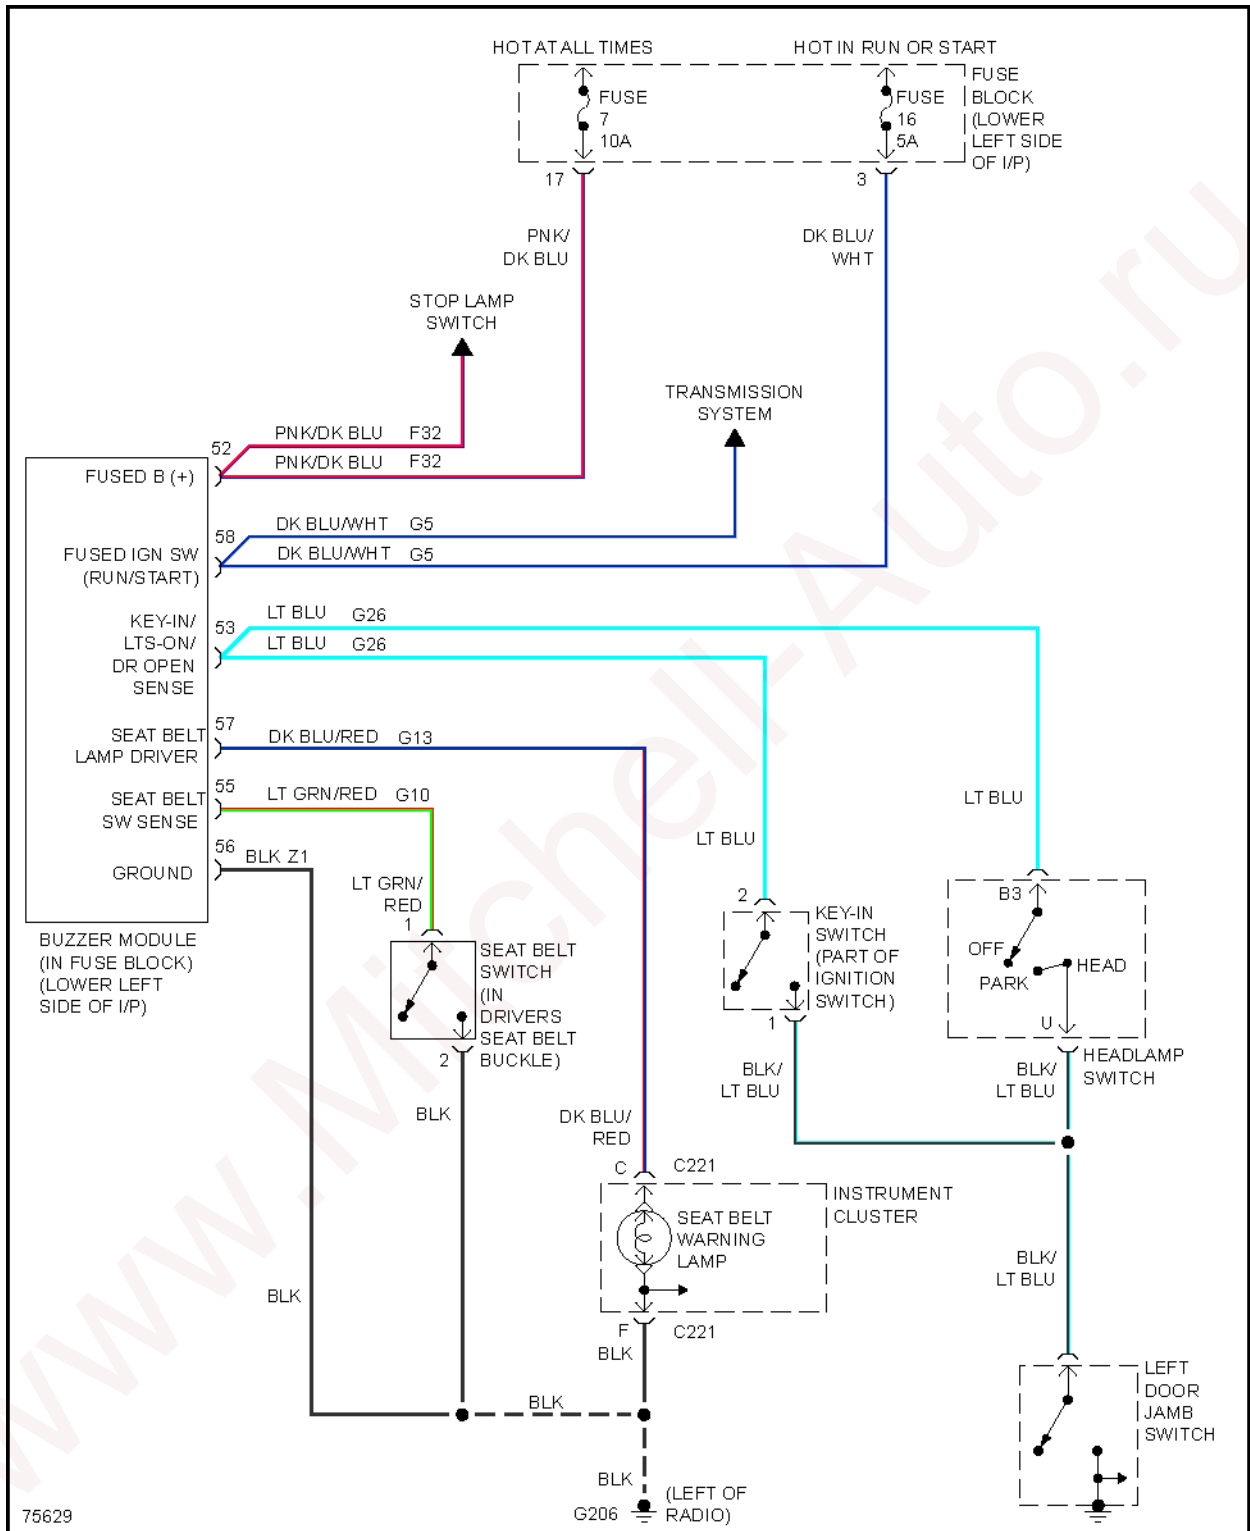 HOT AT ALL TIMES
HOT IN RUN OR START
FUSE
7
10A
FUSE
16
5A
FUSE
BLOCK
(LOWER
LEFT SIDE
OF I/P)
17
3
PNK/
DK BLU
DK BLU/
WHT
STOP LAMP
SWITCH
TRANSMISSION
SYSTEM
52
PNK/DK BLU F32
PNK/DK BLU F32
FUSED B (+)
58
DK BLU/WHT G5
DK BLU/WHT G5
FUSED IGN SW
(RUN/START)
53
LT BLU G26
LT BLU G26
KEY-IN/
LTS-ON/
DR OPEN
SENSE
57
DK BLU/RED G13
SEAT BELT
LAMP DRIVER
55
LT GRN/RED G10
SEAT BELT
SW SENSE
56
BLK Z1
GROUND
BUZZER MODULE
(IN FUSE BLOCK)
(LOWER LEFT
SIDE OF I/P)
LT GRN/
RED
1
SEAT BELT
SWITCH
(IN
DRIVERS
SEAT BELT
BUCKLE)
2
BLK
LT BLU
2
KEY-IN
SWITCH
(PART OF
IGNITION
SWITCH)
1
BLK/
LT BLU
LT BLU
B3
OFF
PARK
HEAD
U
HEADLAMP
SWITCH
BLK/
LT BLU
DK BLU/
RED
C C221
INSTRUMENT
CLUSTER
SEAT BELT
WARNING
LAMP
F C221
BLK
BLK
BLK
BLK
G206
(LEFT OF
RADIO)
BLK/
LT BLU
LEFT
DOOR
JAMB
SWITCH
75629
www.Mitchell-Auto.ru